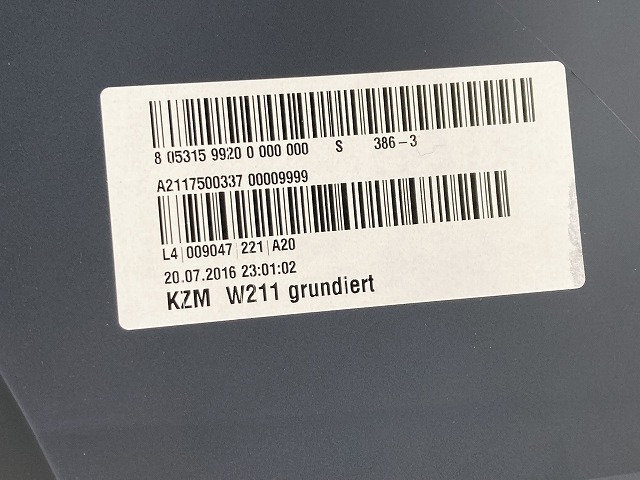 8 05315 9920 0 000 000 S 386-3
A2117500337 00009999
L4 009047 221 A20
20.07.2016 23:01:02
KZM W211 grundiert